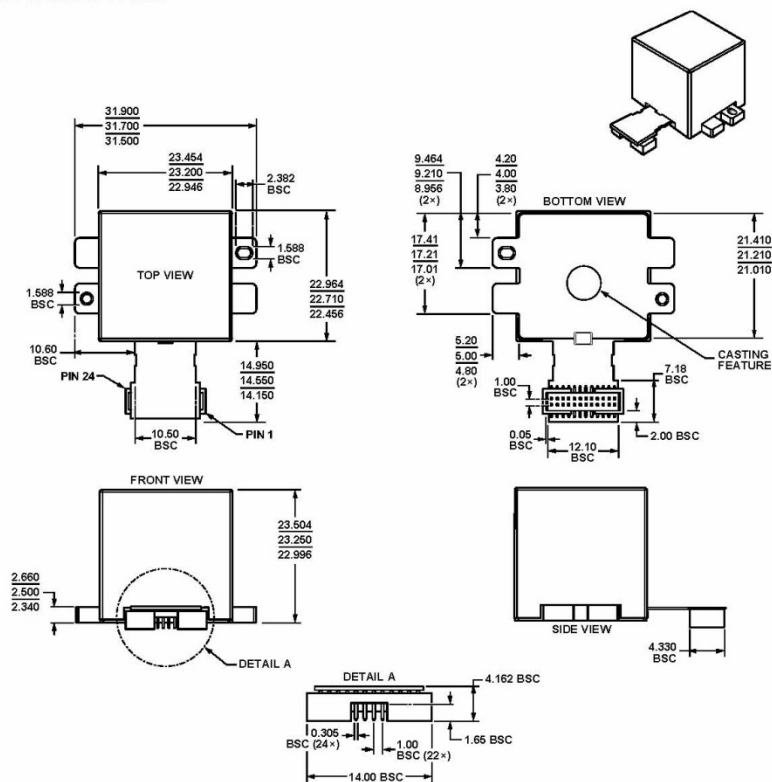 31.900
31.700
31.500
23.454
23.200
22.946
2.382
BSC
TOP VIEW
1.588
BSC
1.588
BSC
22.964
22.710
22.456
10.60
BSC
PIN 24
14.950
14.550
14.150
10.50
BSC
PIN 1
9.464
9.210
8.956
(2×)
4.20
4.00
3.80
(2×)
BOTTOM VIEW
17.41
17.21
17.01
(2×)
21.410
21.210
21.010
CASTING
FEATURE
5.20
5.00
4.80
(2×)
7.18
BSC
1.00
BSC
2.00 BSC
0.05
BSC
12.10
BSC
FRONT VIEW
23.504
23.250
22.996
2.660
2.500
2.340
DETAIL A
SIDE VIEW
4.330
BSC
DETAIL A
4.162 BSC
0.305
BSC (24×)
1.00
BSC (22×)
1.65 BSC
14.00 BSC